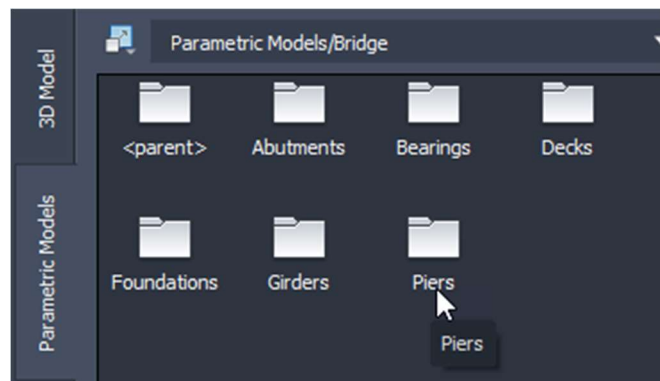 3D Model
Parametric Models
Parametric Models/Bridge
<parent> Abutments Bearings Decks
Foundations Girders Piers
Piers